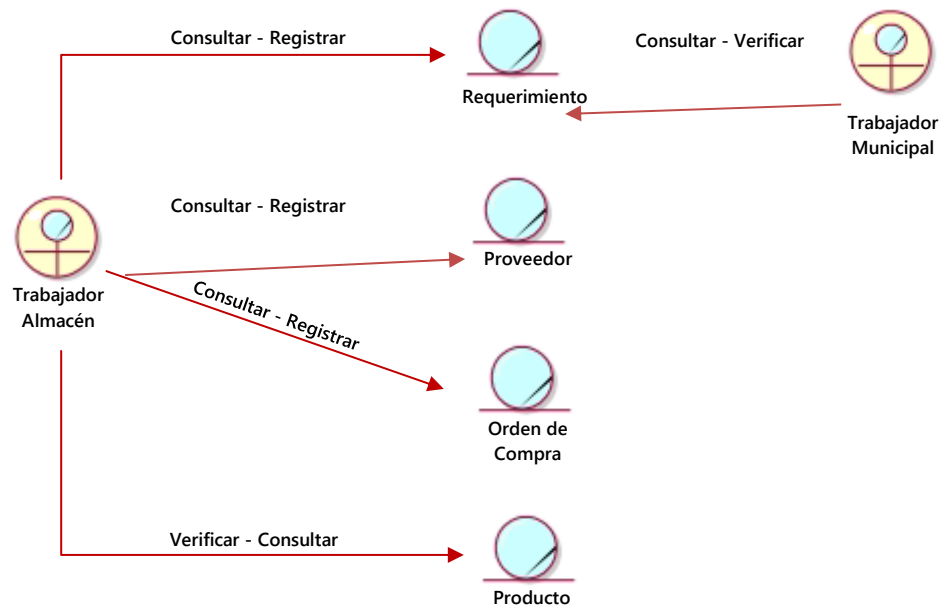 Consultar - Registrar
Consultar - Verificar
Requerimiento
Trabajador
Municipal
Consultar - Registrar
Proveedor
Trabajador
Almacén
Consultar - Registrar
Orden de
Compra
Verificar - Consultar
Producto